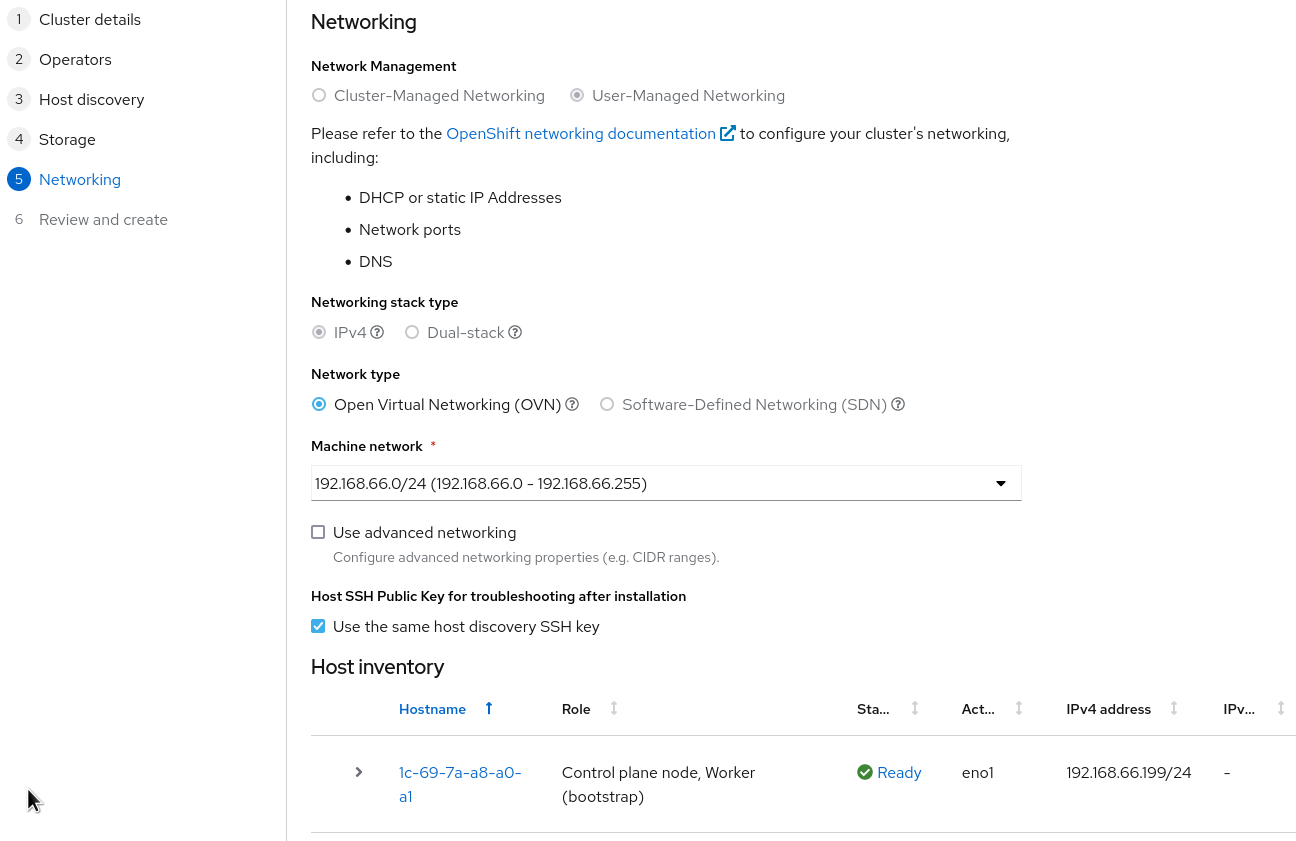 1 Cluster details
2 Operators
3 Host discovery
4 Storage
5 Networking
6 Review and create
Networking
Network Management
Cluster-Managed Networking User-Managed Networking
Please refer to the OpenShift networking documentation to configure your cluster's networking,
including:
• DHCP or static IP Addresses
• Network ports
• DNS
Networking stack type
IPv4 Dual-stack
Network type
Open Virtual Networking (OVN) Software-Defined Networking (SDN)
Machine network *
192.168.66.0/24 (192.168.66.0 - 192.168.66.255)
Use advanced networking
Configure advanced networking properties (e.g. CIDR ranges).
Host SSH Public Key for troubleshooting after installation
Use the same host discovery SSH key
Host inventory
Hostname Role Sta... Act... IPv4 address IPv...
1c-69-7a-a8-a0- Control plane node, Worker Ready eno1 192.168.66.199/24 -
a1 (bootstrap)